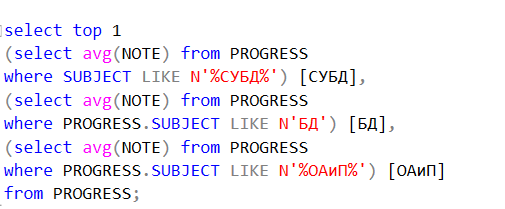 select top 1
(select avg(NOTE) from PROGRESS
where SUBJECT LIKE N'%СУБД%') [СУБД],
(select avg(NOTE) from PROGRESS
where PROGRESS.SUBJECT LIKE N'БД') [БД],
(select avg(NOTE) from PROGRESS
where PROGRESS.SUBJECT LIKE N'%ОАиП%') [ОАиП]
from PROGRESS;